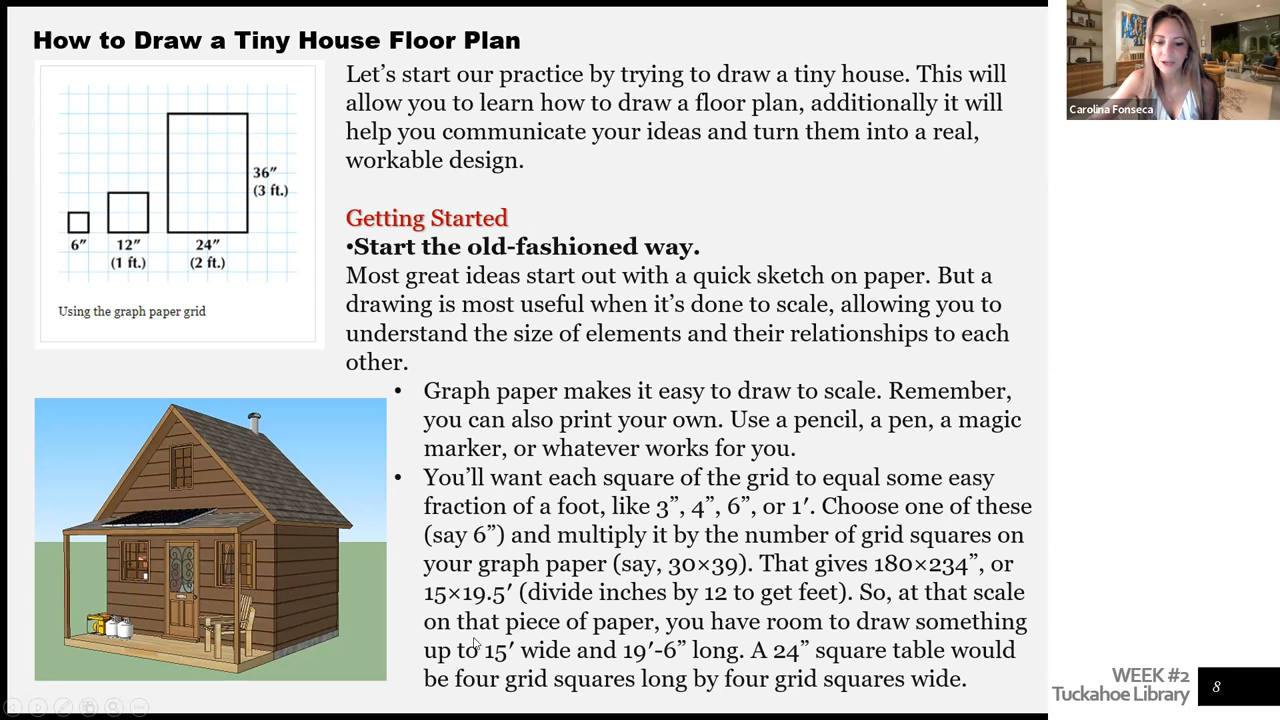 How to Draw a Tiny House Floor Plan
36″
(3 ft.)
6″
12″
24″
(1 ft.)
(2 ft.)
Using the graph paper grid
Let’s start our practice by trying to draw a tiny house. This will
allow you to learn how to draw a floor plan, additionally it will
help you communicate your ideas and turn them into a real,
workable design.
Getting Started
•Start the old-fashioned way.
Most great ideas start out with a quick sketch on paper. But a
drawing is most useful when it’s done to scale, allowing you to
understand the size of elements and their relationships to each
other.
• Graph paper makes it easy to draw to scale. Remember,
you can also print your own. Use a pencil, a pen, a magic
marker, or whatever works for you.
• You’ll want each square of the grid to equal some easy
fraction of a foot, like 3”, 4”, 6”, or 1′. Choose one of these
(say 6”) and multiply it by the number of grid squares on
your graph paper (say, 30×39). That gives 180×234”, or
15×19.5′ (divide inches by 12 to get feet). So, at that scale
on that piece of paper, you have room to draw something
up to 15′ wide and 19′-6” long. A 24” square table would
be four grid squares long by four grid squares wide.
Carolina Fonseca
WEEK #2
Tuckahoe Library
8